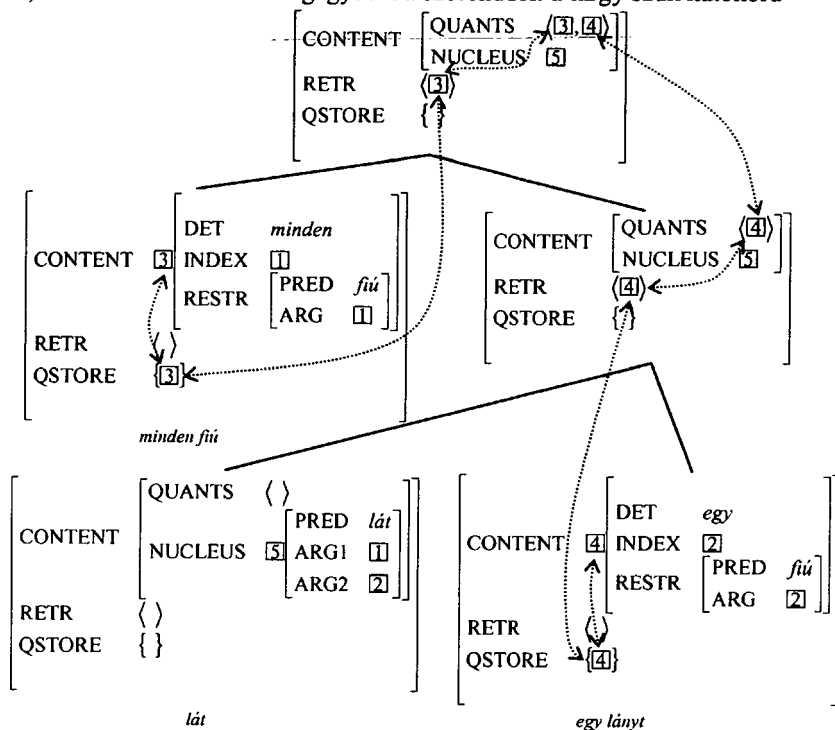 CONTENT [QUANTS ⟨[3], [4]⟩
NUCLEUS [5]]
RETR ⟨[3]⟩
QSTORE { }
CONTENT [3] [DET minden
INDEX [1]
RESTR [PRED fiú
ARG [1]]]
RETR ⟨ ⟩
QSTORE {[3]}
minden fiú
CONTENT [QUANTS ⟨[4]⟩
NUCLEUS [5]]
RETR ⟨[4]⟩
QSTORE { }
CONTENT [QUANTS ⟨ ⟩
NUCLEUS [5] [PRED lát
ARG1 [1]
ARG2 [2]]]
RETR ⟨ ⟩
QSTORE { }
lát
CONTENT [4] [DET egy
INDEX [2]
RESTR [PRED fiú
ARG [2]]]
RETR ⟨ ⟩
QSTORE {[4]}
egy lányt